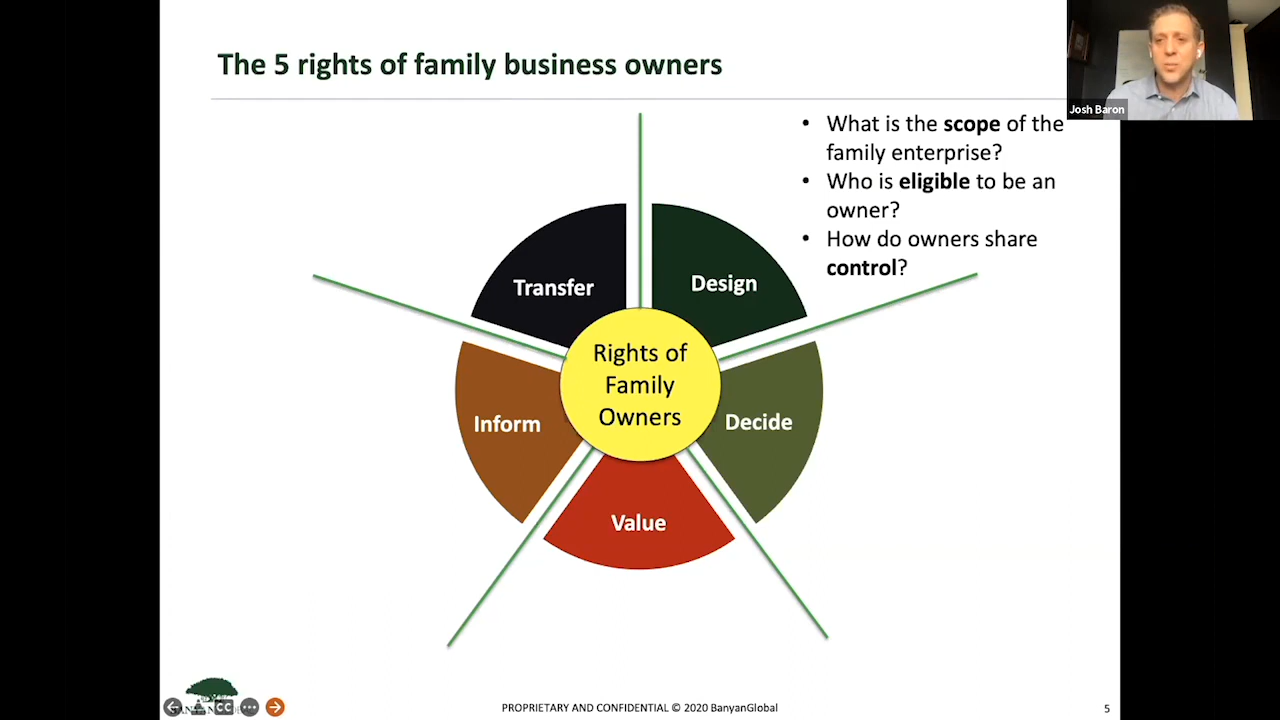 The 5 rights of family business owners
Josh Baron
• What is the scope of the
family enterprise?
• Who is eligible to be an
owner?
• How do owners share
control?
Transfer
Design
Rights of
Family
Owners
Inform
Decide
Value
CC
PROPRIETARY AND CONFIDENTIAL © 2020 BanyanGlobal
5